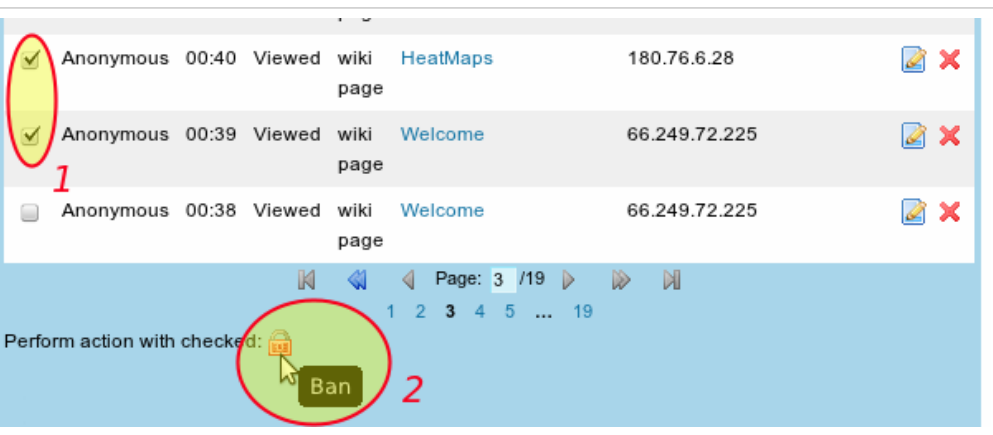 Anonymous 00:40 Viewed wiki HeatMaps 180.76.6.28
page
Anonymous 00:39 Viewed wiki Welcome 66.249.72.225
page
1
Anonymous 00:38 Viewed wiki Welcome 66.249.72.225
page
Page: 3 /19
1 2 3 4 5 ... 19
Perform action with checked:
Ban 2